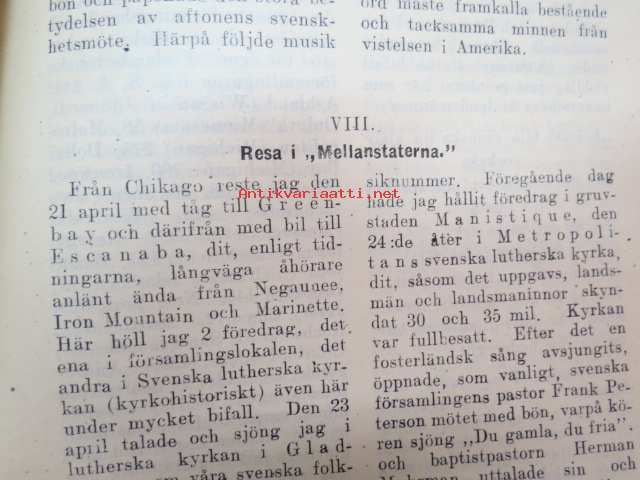 bön och
tydelsen av aftonens svensk-
hetsmöte. Härpå följde musik
ord måste framkalla bestående
och tacksamma minnen från
vistelsen i Amerika.
VIII.
Resa i „Mellanstaterna.”
Från Chikago reste jag den
21 april med tåg till Green-
bay och därifrån med bil till
Escanaba, dit, enligt tid-
ningarna, långväga åhörare
anlänt ända från Negaunee,
Iron Mountain och Marinette.
Här höll jag 2 föredrag, det
ena i församlingslokalen, det
andra i Svenska lutherska kyr-
kan (kyrkohistoriskt) även här
under mycket bifall. Den 23
april talade och sjöng jag i
lutherska kyrkan i Glad-
våra svenska folk-
siknummer. Föregående dag
hade jag hållit föredrag i gruv-
staden Manistique, den
24:de åter i Metropoli-
tans svenska lutherska kyrka,
dit, såsom det uppgavs, lands-
män och landsmaninnor skyn-
dat 30 och 35 mil. Kyrkan
var fullbesatt. Efter det en
fosterländsk sång avsjungits,
öppnade, som vanligt, svenska
församlingens pastor Frank Pe-
terson mötet med bön, varpå kö-
ren sjöng „Du gamla, du fria”.
och baptistpastorn Herman
uttalade sin och
Antikvariaatti.net